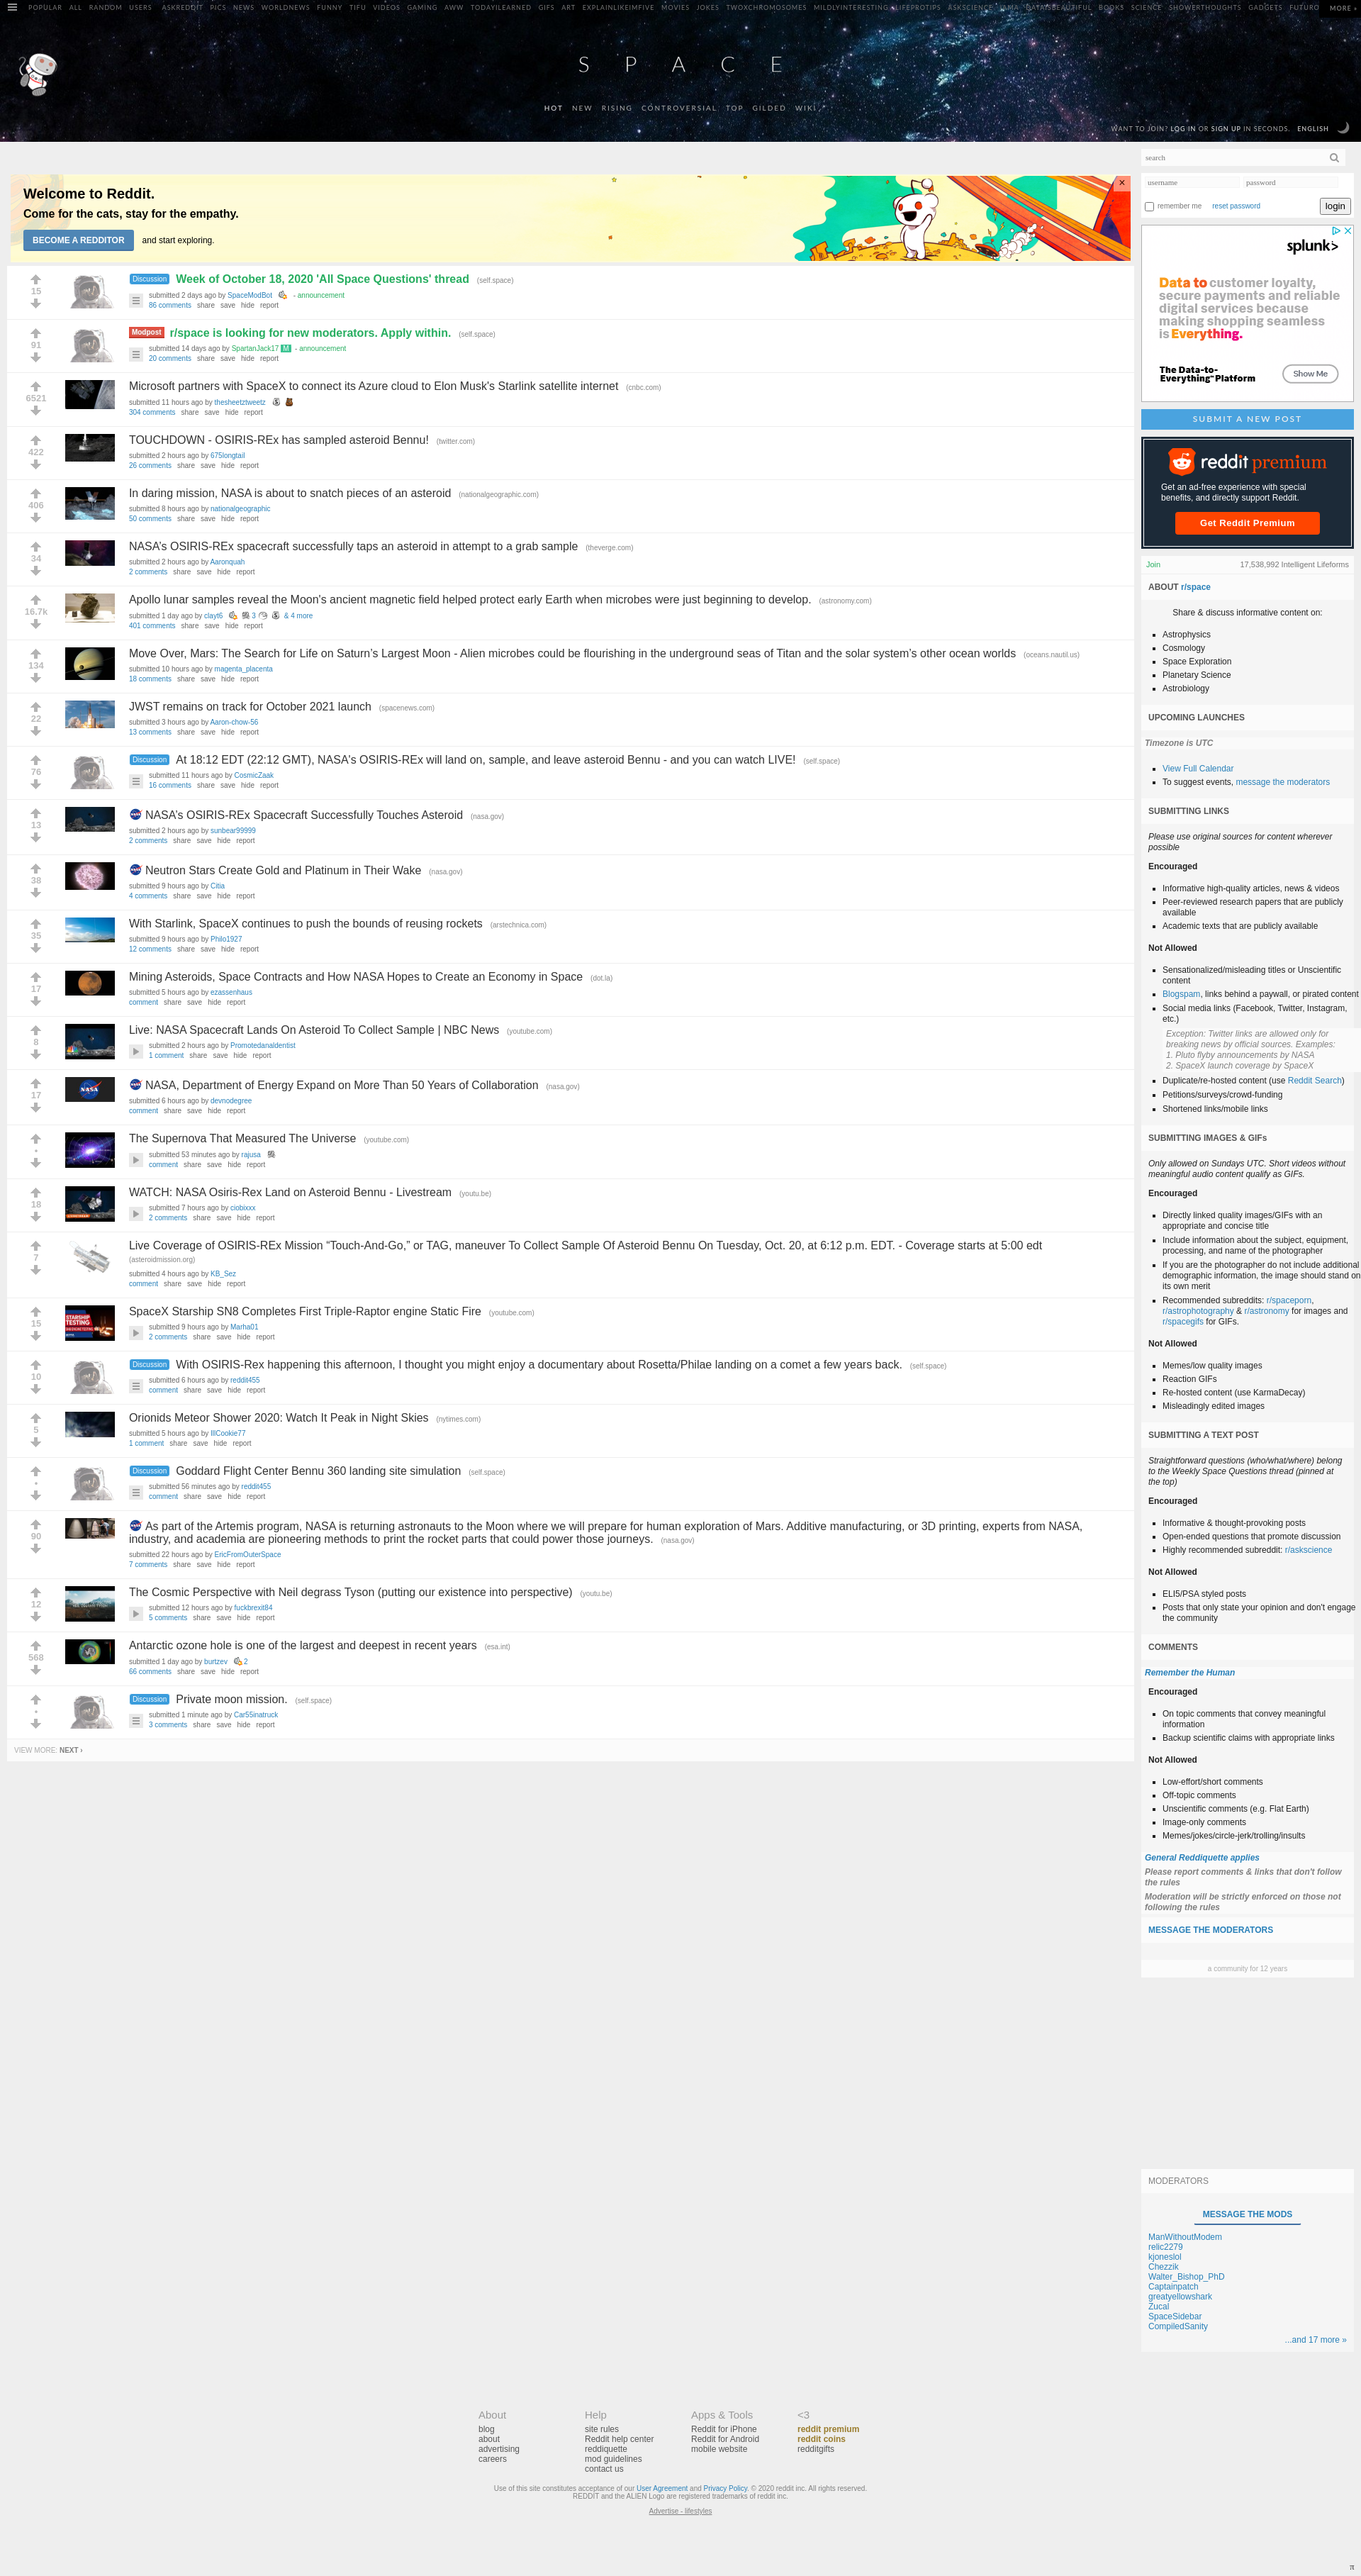 POPULAR ALL RANDOM USERS ASKREDDIT PICS NEWS WORLDNEWS FUNNY TIFU VIDEOS GAMING AWW TODAYILEARNED GIFS ART EXPLAINLIKEIMFIVE MOVIES JOKES TWOXCHROMOSOMES MILDLYINTERESTING LIFEPROTIPS ASKSCIENCE IAMA DATAISBEAUTIFUL BOOKS SCIENCE SHOWERTHOUGHTS GADGETS FUTURO MORE »
SPACE
HOT NEW RISING CONTROVERSIAL TOP GILDED WIKI
WANT TO JOIN? LOG IN OR SIGN UP IN SECONDS. ENGLISH
Welcome to Reddit.
Come for the cats, stay for the empathy.
BECOME A REDDITOR and start exploring.
15
Discussion Week of October 18, 2020 'All Space Questions' thread (self.space)
submitted 2 days ago by SpaceModBot - announcement
86 comments share save hide report
91
Modpost r/space is looking for new moderators. Apply within. (self.space)
submitted 14 days ago by SpartanJack17 M - announcement
20 comments share save hide report
6521
Microsoft partners with SpaceX to connect its Azure cloud to Elon Musk's Starlink satellite internet (cnbc.com)
submitted 11 hours ago by thesheetztweetz
304 comments share save hide report
422
TOUCHDOWN - OSIRIS-REx has sampled asteroid Bennu! (twitter.com)
submitted 2 hours ago by 675longtail
26 comments share save hide report
406
In daring mission, NASA is about to snatch pieces of an asteroid (nationalgeographic.com)
submitted 8 hours ago by nationalgeographic
50 comments share save hide report
34
NASA's OSIRIS-REx spacecraft successfully taps an asteroid in attempt to a grab sample (theverge.com)
submitted 2 hours ago by Aaronquah
2 comments share save hide report
16.7k
Apollo lunar samples reveal the Moon's ancient magnetic field helped protect early Earth when microbes were just beginning to develop. (astronomy.com)
submitted 1 day ago by clayt6 3 & 4 more
401 comments share save hide report
134
Move Over, Mars: The Search for Life on Saturn's Largest Moon - Alien microbes could be flourishing in the underground seas of Titan and the solar system's other ocean worlds (oceans.nautil.us)
submitted 10 hours ago by magenta_placenta
18 comments share save hide report
22
JWST remains on track for October 2021 launch (spacenews.com)
submitted 3 hours ago by Aaron-chow-56
13 comments share save hide report
76
Discussion At 18:12 EDT (22:12 GMT), NASA's OSIRIS-REx will land on, sample, and leave asteroid Bennu - and you can watch LIVE! (self.space)
submitted 11 hours ago by CosmicZaak
16 comments share save hide report
13
NASA's OSIRIS-REx Spacecraft Successfully Touches Asteroid (nasa.gov)
submitted 2 hours ago by sunbear99999
2 comments share save hide report
38
Neutron Stars Create Gold and Platinum in Their Wake (nasa.gov)
submitted 9 hours ago by Citia
4 comments share save hide report
35
With Starlink, SpaceX continues to push the bounds of reusing rockets (arstechnica.com)
submitted 9 hours ago by Philo1927
12 comments share save hide report
17
Mining Asteroids, Space Contracts and How NASA Hopes to Create an Economy in Space (dot.la)
submitted 5 hours ago by ezassenhaus
comment share save hide report
8
Live: NASA Spacecraft Lands On Asteroid To Collect Sample | NBC News (youtube.com)
submitted 2 hours ago by Promotedanaldentist
1 comment share save hide report
17
NASA, Department of Energy Expand on More Than 50 Years of Collaboration (nasa.gov)
submitted 6 hours ago by devnodegree
comment share save hide report
•
The Supernova That Measured The Universe (youtube.com)
submitted 53 minutes ago by rajusa
comment share save hide report
18
WATCH: NASA Osiris-Rex Land on Asteroid Bennu - Livestream (youtu.be)
submitted 7 hours ago by ciobixxx
2 comments share save hide report
7
Live Coverage of OSIRIS-REx Mission “Touch-And-Go,” or TAG, maneuver To Collect Sample Of Asteroid Bennu On Tuesday, Oct. 20, at 6:12 p.m. EDT. - Coverage starts at 5:00 edt
(asteroidmission.org)
submitted 4 hours ago by KB_Sez
comment share save hide report
15
STARSHIP TESTING
SpaceX Starship SN8 Completes First Triple-Raptor engine Static Fire (youtube.com)
submitted 9 hours ago by Marha01
2 comments share save hide report
10
Discussion With OSIRIS-Rex happening this afternoon, I thought you might enjoy a documentary about Rosetta/Philae landing on a comet a few years back. (self.space)
submitted 6 hours ago by reddit455
comment share save hide report
5
Orionids Meteor Shower 2020: Watch It Peak in Night Skies (nytimes.com)
submitted 5 hours ago by IllCookie77
1 comment share save hide report
•
Discussion Goddard Flight Center Bennu 360 landing site simulation (self.space)
submitted 56 minutes ago by reddit455
comment share save hide report
90
As part of the Artemis program, NASA is returning astronauts to the Moon where we will prepare for human exploration of Mars. Additive manufacturing, or 3D printing, experts from NASA,
industry, and academia are pioneering methods to print the rocket parts that could power those journeys. (nasa.gov)
submitted 22 hours ago by EricFromOuterSpace
7 comments share save hide report
12
The Cosmic Perspective with Neil degrass Tyson (putting our existence into perspective) (youtu.be)
submitted 12 hours ago by fuckbrexit84
5 comments share save hide report
568
Antarctic ozone hole is one of the largest and deepest in recent years (esa.int)
submitted 1 day ago by burtzev 2
66 comments share save hide report
•
Discussion Private moon mission. (self.space)
submitted 1 minute ago by Car55inatruck
3 comments share save hide report
VIEW MORE: NEXT ›
search
username password
remember me reset password login
splunk>
Data to customer loyalty,
secure payments and reliable
digital services because
making shopping seamless
is Everything.
The Data-to-
Everything™ Platform Show Me
SUBMIT A NEW POST
reddit premium
Get an ad-free experience with special
benefits, and directly support Reddit.
Get Reddit Premium
Join 17,538,992 Intelligent Lifeforms
ABOUT r/space
Share & discuss informative content on:
Astrophysics
Cosmology
Space Exploration
Planetary Science
Astrobiology
UPCOMING LAUNCHES
Timezone is UTC
View Full Calendar
To suggest events, message the moderators
SUBMITTING LINKS
Please use original sources for content wherever
possible
Encouraged
Informative high-quality articles, news & videos
Peer-reviewed research papers that are publicly
available
Academic texts that are publicly available
Not Allowed
Sensationalized/misleading titles or Unscientific
content
Blogspam, links behind a paywall, or pirated content
Social media links (Facebook, Twitter, Instagram,
etc.)
Exception: Twitter links are allowed only for
breaking news by official sources. Examples:
1. Pluto flyby announcements by NASA
2. SpaceX launch coverage by SpaceX
Duplicate/re-hosted content (use Reddit Search)
Petitions/surveys/crowd-funding
Shortened links/mobile links
SUBMITTING IMAGES & GIFs
Only allowed on Sundays UTC. Short videos without
meaningful audio content qualify as GIFs.
Encouraged
Directly linked quality images/GIFs with an
appropriate and concise title
Include information about the subject, equipment,
processing, and name of the photographer
If you are the photographer do not include additional
demographic information, the image should stand on
its own merit
Recommended subreddits: r/spaceporn,
r/astrophotography & r/astronomy for images and
r/spacegifs for GIFs.
Not Allowed
Memes/low quality images
Reaction GIFs
Re-hosted content (use KarmaDecay)
Misleadingly edited images
SUBMITTING A TEXT POST
Straightforward questions (who/what/where) belong
to the Weekly Space Questions thread (pinned at
the top)
Encouraged
Informative & thought-provoking posts
Open-ended questions that promote discussion
Highly recommended subreddit: r/askscience
Not Allowed
ELI5/PSA styled posts
Posts that only state your opinion and don't engage
the community
COMMENTS
Remember the Human
Encouraged
On topic comments that convey meaningful
information
Backup scientific claims with appropriate links
Not Allowed
Low-effort/short comments
Off-topic comments
Unscientific comments (e.g. Flat Earth)
Image-only comments
Memes/jokes/circle-jerk/trolling/insults
General Reddiquette applies
Please report comments & links that don't follow
the rules
Moderation will be strictly enforced on those not
following the rules
MESSAGE THE MODERATORS
a community for 12 years
MODERATORS
MESSAGE THE MODS
ManWithoutModem
relic2279
kjoneslol
Chezzik
Walter_Bishop_PhD
Captainpatch
greatyellowshark
Zucal
SpaceSidebar
CompiledSanity
...and 17 more »
About
blog
about
advertising
careers
Help
site rules
Reddit help center
reddiquette
mod guidelines
contact us
Apps & Tools
Reddit for iPhone
Reddit for Android
mobile website
<3
reddit premium
reddit coins
redditgifts
Use of this site constitutes acceptance of our User Agreement and Privacy Policy. © 2020 reddit inc. All rights reserved.
REDDIT and the ALIEN Logo are registered trademarks of reddit inc.
Advertise - lifestyles
π